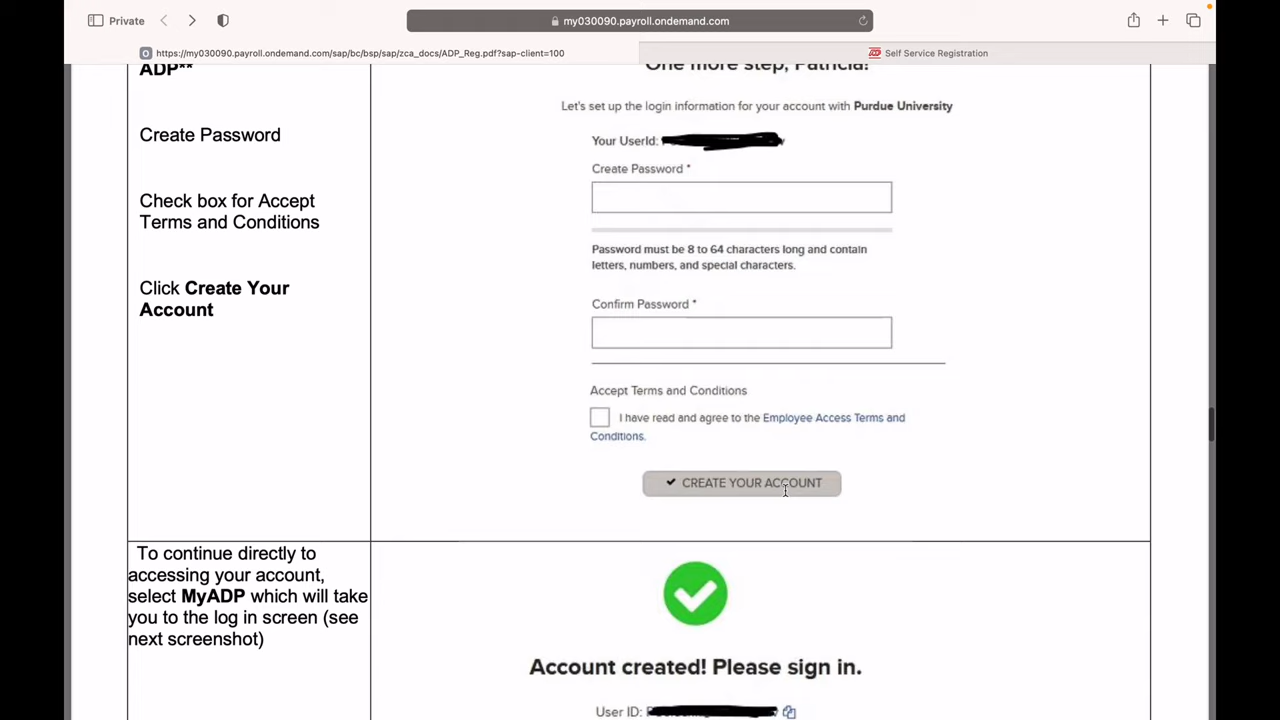 Private
my030090.payroll.ondemand.com
https://my030090.payroll.ondemand.com/sap/bc/bsp/sap/zca_docs/ADP_Reg.pdf?sap-client=100
Self Service Registration
ADP**
Create Password
Check box for Accept
Terms and Conditions
Click Create Your
Account
One more step, Patricia!
Let's set up the login information for your account with Purdue University
Your UserId:
Create Password *
Password must be 8 to 64 characters long and contain
letters, numbers, and special characters.
Confirm Password *
Accept Terms and Conditions
I have read and agree to the Employee Access Terms and
Conditions.
CREATE YOUR ACCOUNT
To continue directly to
accessing your account,
select MyADP which will take
you to the log in screen (see
next screenshot)
Account created! Please sign in.
User ID: